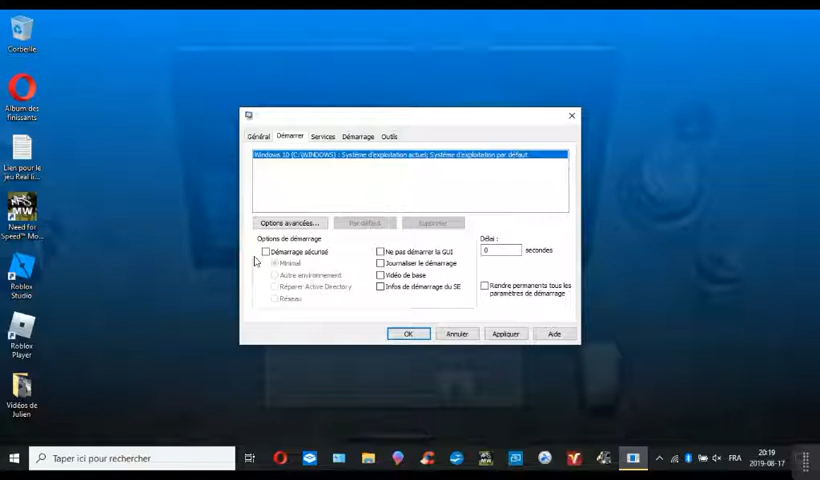 Corbeille
Album des
finissants
Lien pour le
jeu Real li...
Need for
Speed™ Mo...
Roblox
Studio
Roblox
Player
Vidéos de
Julien
Général Démarrer Services Démarrage Outils
Windows 10 (C:\WINDOWS) : Système d'exploitation actuel; Système d'exploitation par défaut
Options avancées... Par défaut Supprimer
Options de démarrage
Délai :
Démarrage sécurisé
Minimal
Autre environnement
Réparer Active Directory
Réseau
Ne pas démarrer la GUI
Journaliser le démarrage
Vidéo de base
Infos de démarrage du SE
0 secondes
Rendre permanents tous les
paramètres de démarrage
OK Annuler Appliquer Aide
Taper ici pour rechercher
FRA
20:19
2019-08-17